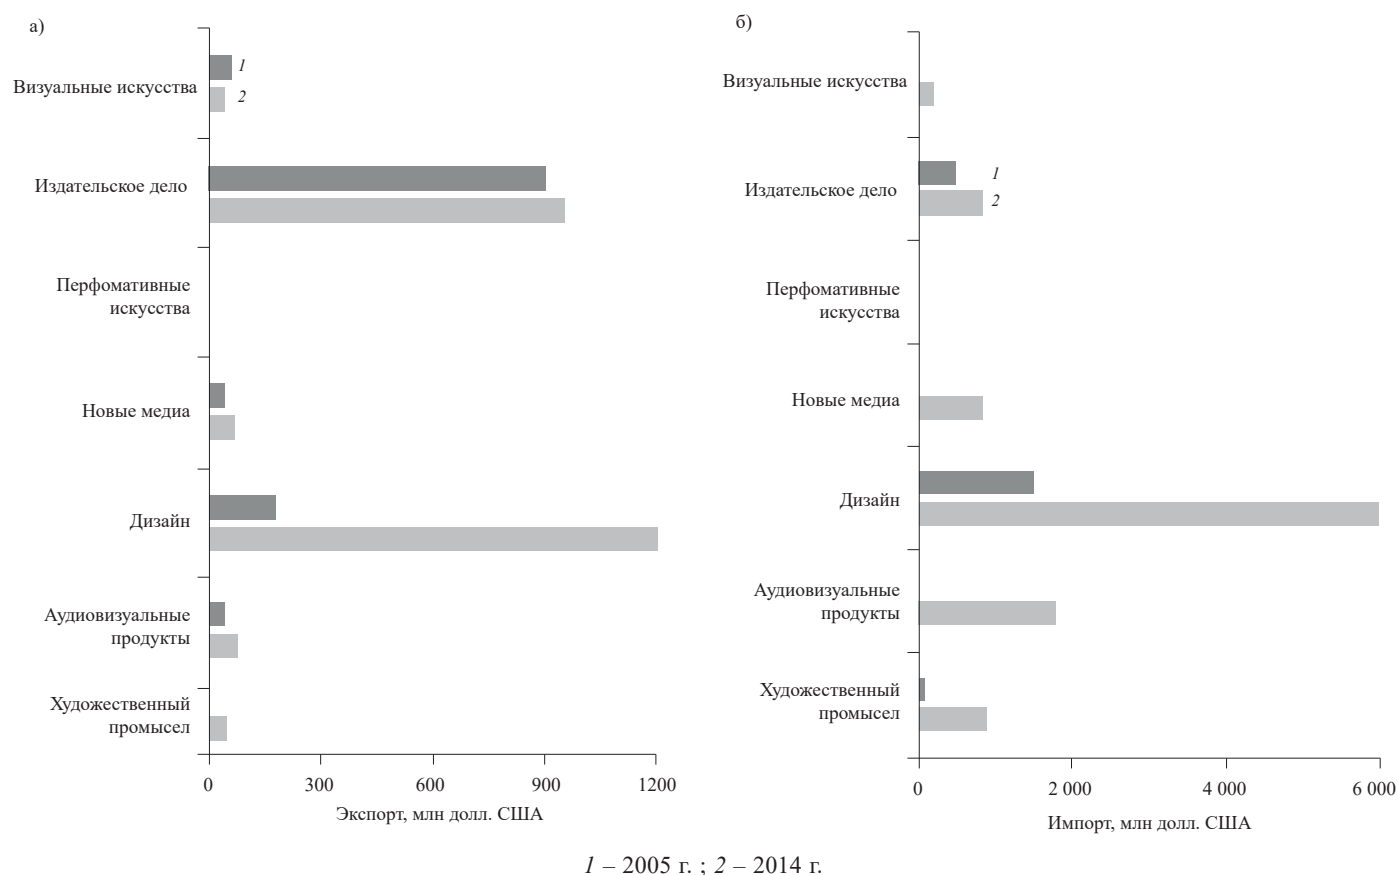 а)
1
Визуальные искусства
2
Издательское дело
Перфомативные
искусства
Новые медиа
Дизайн
Аудиовизуальные
продукты
Художественный
промысел
0 300 600 900 1200
Экспорт, млн долл. США
б)
Визуальные искусства
1
Издательское дело
2
Перфомативные
искусства
Новые медиа
Дизайн
Аудиовизуальные
продукты
Художественный
промысел
0 2 000 4 000 6 000
Импорт, млн долл. США
1 – 2005 г. ; 2 – 2014 г.